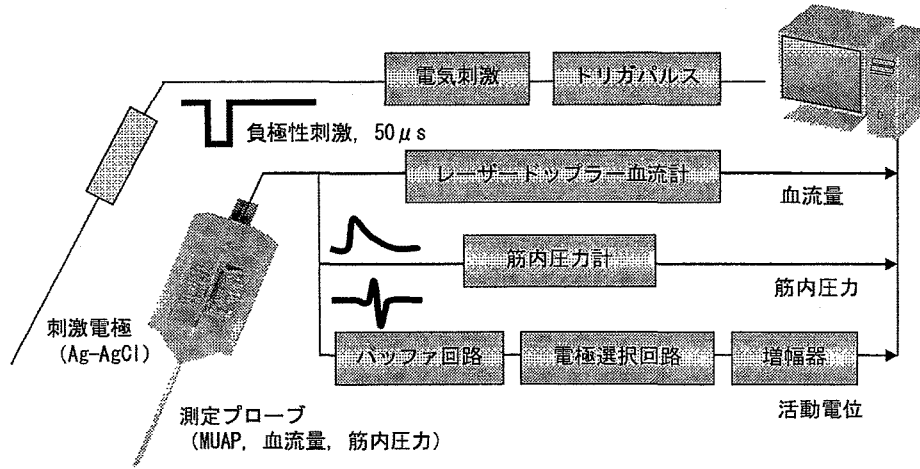 電気刺激
トリガパルス
負極性刺激, 50μs
レーザードップラー血流計
血流量
筋内圧力計
筋内圧力
刺激電極
(Ag-AgCl)
バッファ回路
電極選択回路
増幅器
活動電位
測定プローブ
(MUAP, 血流量, 筋内圧力)